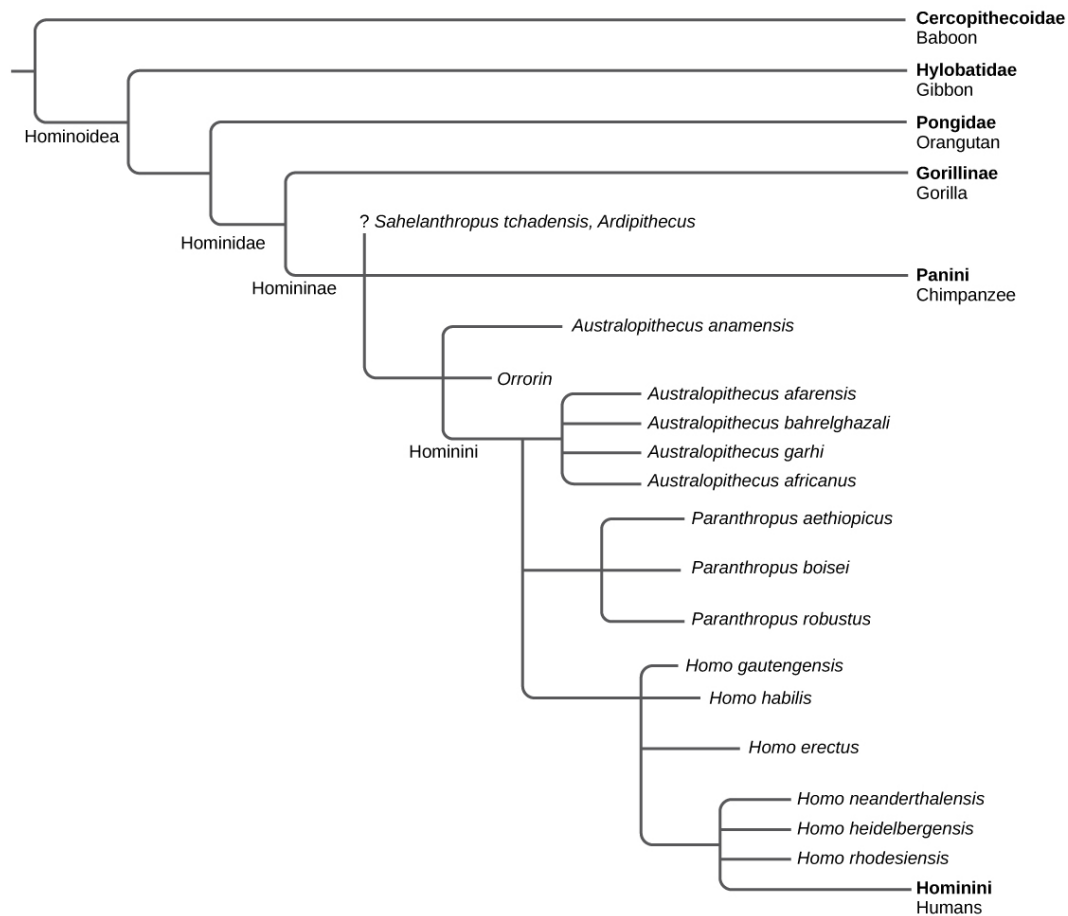 Cercopithecoidae
Baboon
Hylobatidae
Gibbon
Hominoidea
Pongidae
Orangutan
Gorillinae
Gorilla
? Sahelanthropus tchadensis, Ardipithecus
Hominidae
Panini
Chimpanzee
Homininae
Australopithecus anamensis
Orrorin
Australopithecus afarensis
Australopithecus bahrelghazali
Hominini
Australopithecus garhi
Australopithecus africanus
Paranthropus aethiopicus
Paranthropus boisei
Paranthropus robustus
Homo gautengensis
Homo habilis
Homo erectus
Homo neanderthalensis
Homo heidelbergensis
Homo rhodesiensis
Hominini
Humans